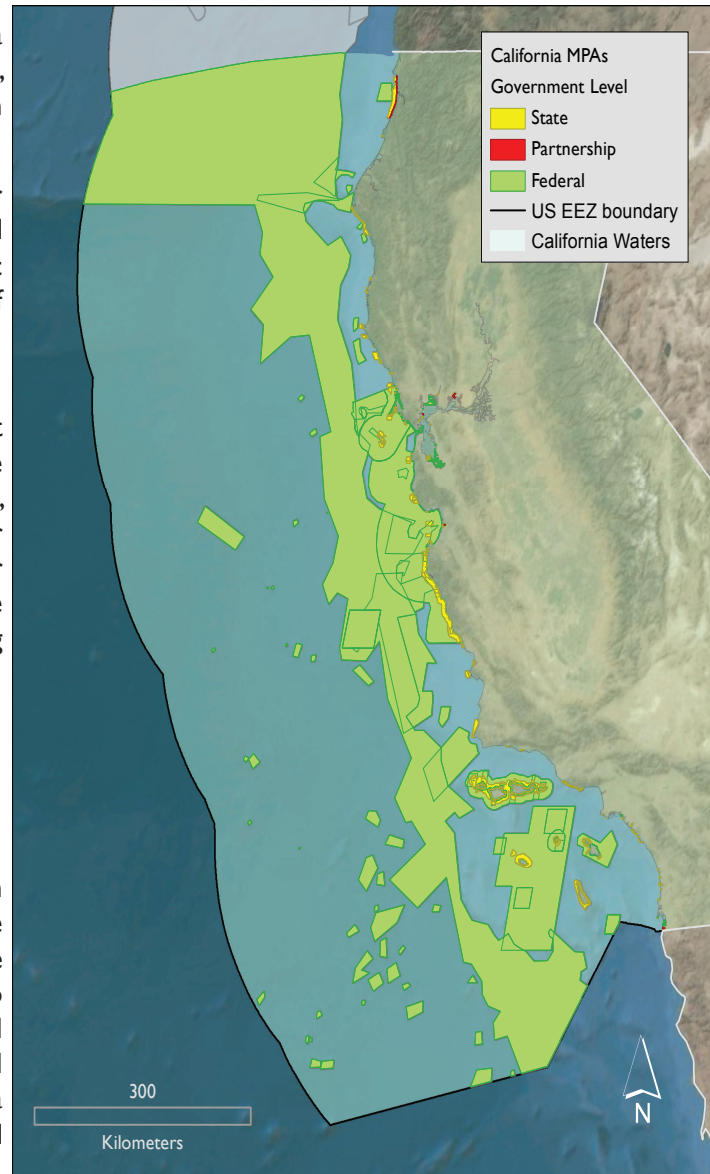 California MPAs
Government Level
State
Partnership
Federal
US EEZ boundary
California Waters
300
Kilometers
N